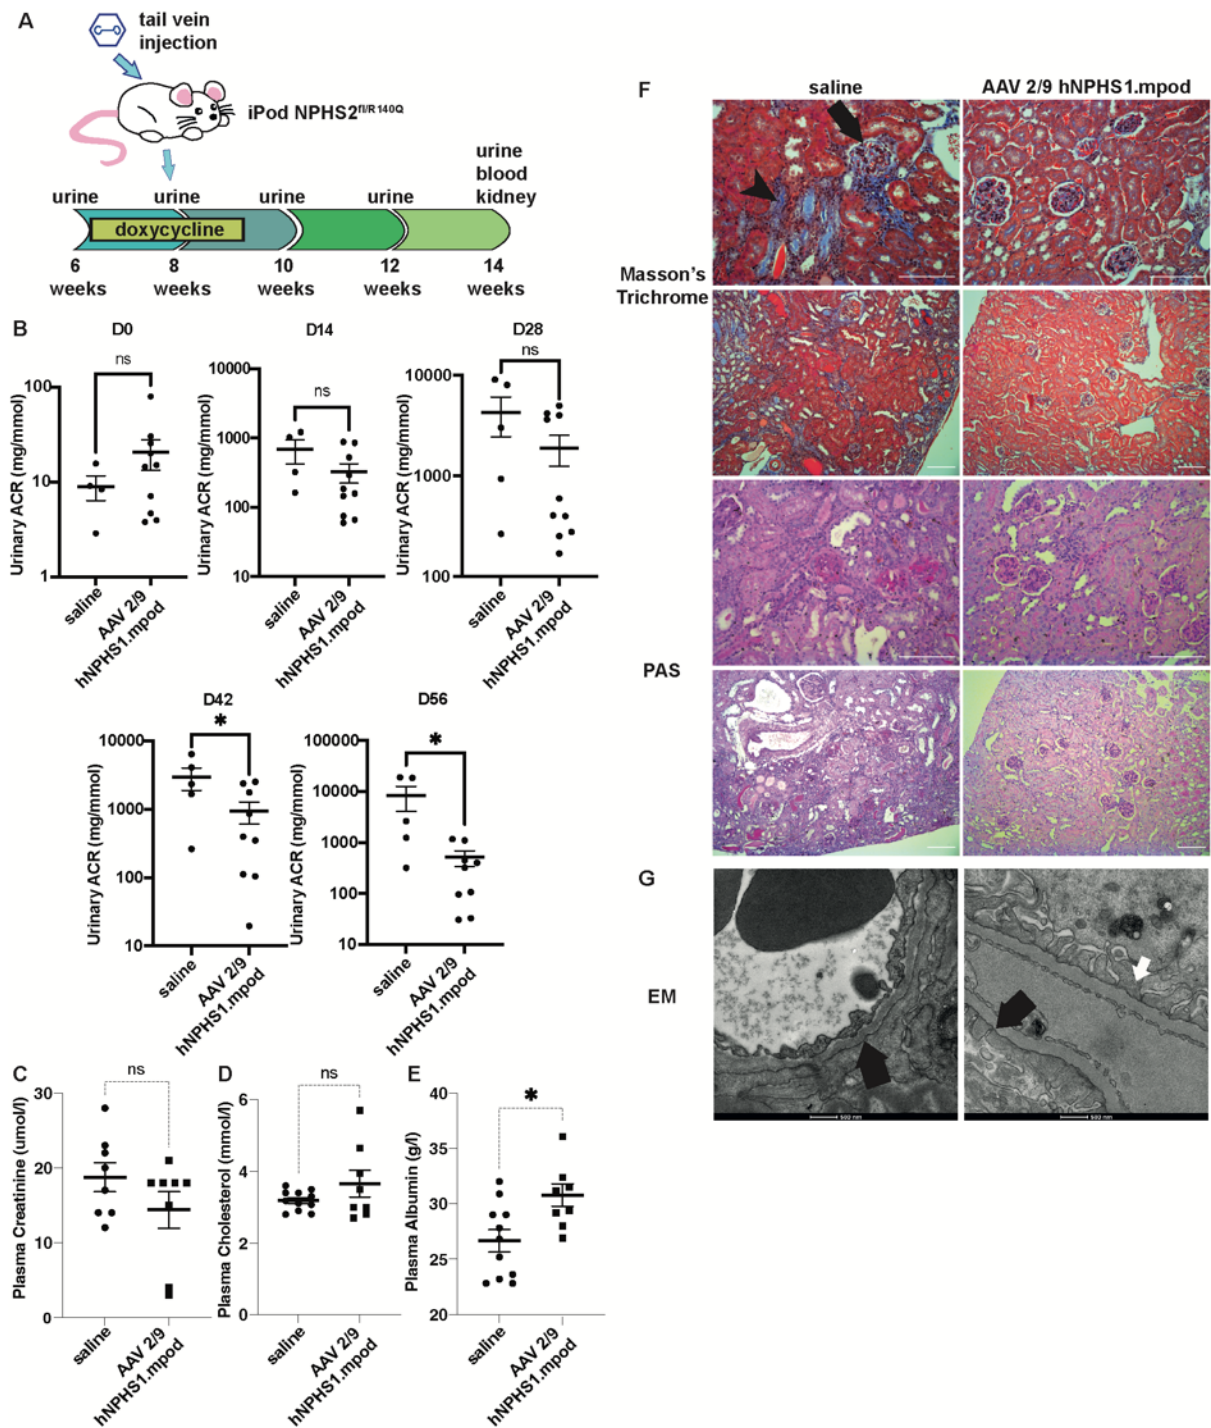 A
tail vein
injection
iPod NPHS2fl/R140Q
urine urine urine urine urine
blood
kidney
doxycycline
6 8 10 12 14
weeks weeks weeks weeks weeks
B
D0
ns
100
10
1
Urinary ACR (mg/mmol)
saline
AAV 2/9
hNPHS1.mpod
D14
ns
10000
1000
100
10
Urinary ACR (mg/mmol)
saline
AAV 2/9
hNPHS1.mpod
D28
ns
10000
1000
100
Urinary ACR (mg/mmol)
saline
AAV 2/9
hNPHS1.mpod
D42
*
10000
1000
100
10
Urinary ACR (mg/mmol)
saline
AAV 2/9
hNPHS1.mpod
D56
*
100000
10000
1000
100
10
Urinary ACR (mg/mmol)
saline
AAV 2/9
hNPHS1.mpod
C
ns
30
20
10
0
Plasma Creatinine (umol/l)
saline
AAV 2/9
hNPHS1.mpod
D
ns
6
4
2
0
Plasma Cholesterol (mmol/l)
saline
AAV 2/9
hNPHS1.mpod
E
*
40
35
30
25
20
Plasma Albumin (g/l)
saline
AAV 2/9
hNPHS1.mpod
F
saline
AAV 2/9 hNPHS1.mpod
Masson's
Trichrome
PAS
G
EM
500 nm
500 nm